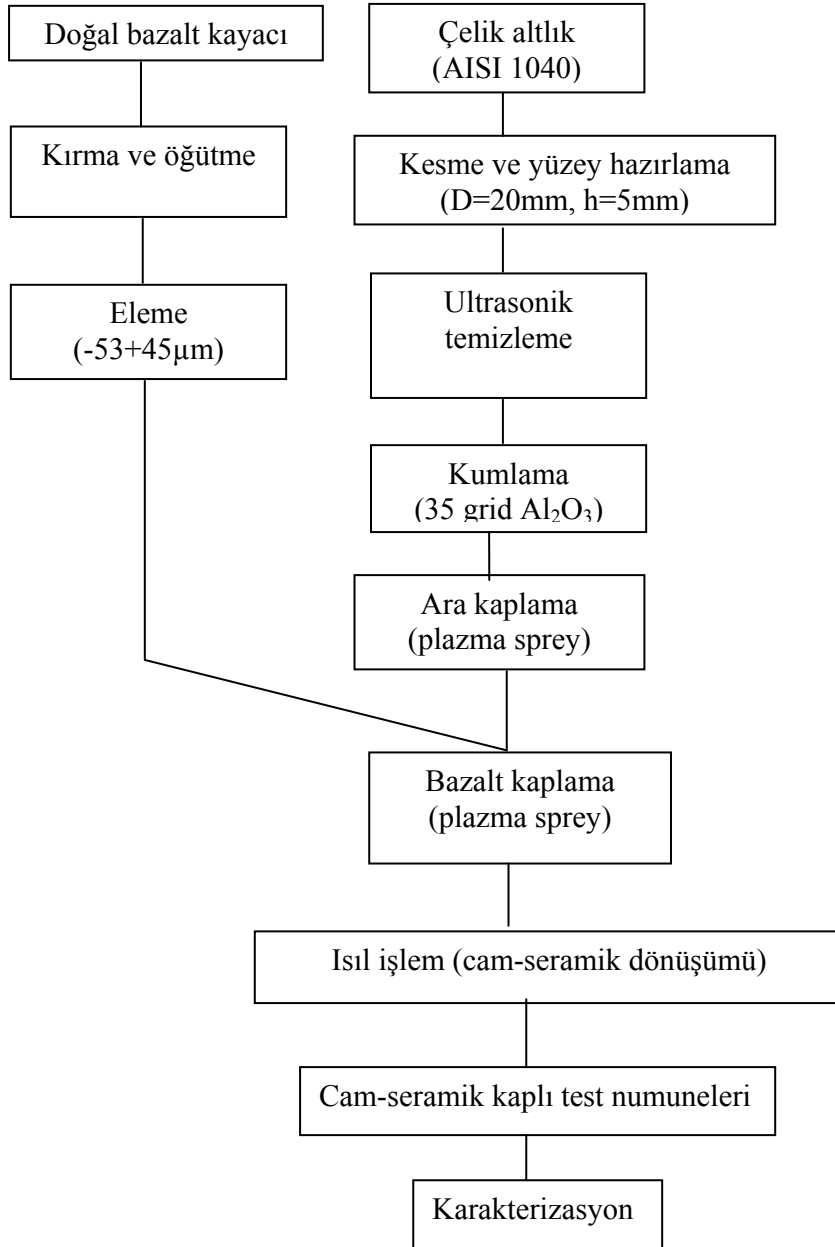 Doğal bazalt kayacı
Kırma ve öğütme
Eleme
(-53+45µm)
Çelik altlık
(AISI 1040)
Kesme ve yüzey hazırlama
(D=20mm, h=5mm)
Ultrasonik
temizleme
Kumlama
(35 grid Al₂O₃)
Ara kaplama
(plazma sprey)
Bazalt kaplama
(plazma sprey)
Isıl işlem (cam-seramik dönüşümü)
Cam-seramik kaplı test numuneleri
Karakterizasyon